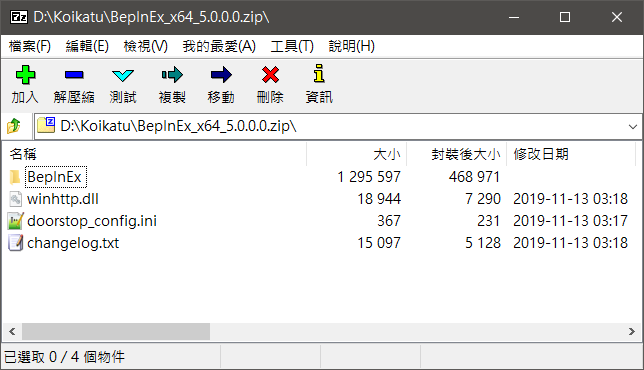 7z D:\Koikatu\BepInEx_x64_5.0.0.0.zip\
檔案(F) 編輯(E) 檢視(V) 我的最愛(A) 工具(T) 說明(H)
加入 解壓縮 測試 複製 移動 刪除 資訊
Z D:\Koikatu\BepInEx_x64_5.0.0.0.zip\
名稱 大小 封裝後大小 修改日期
BepInEx 1 295 597 468 971
winhttp.dll 18 944 7 290 2019-11-13 03:18
doorstop_config.ini 367 231 2019-11-13 03:17
changelog.txt 15 097 5 128 2019-11-13 03:18
已選取 0 / 4 個物件